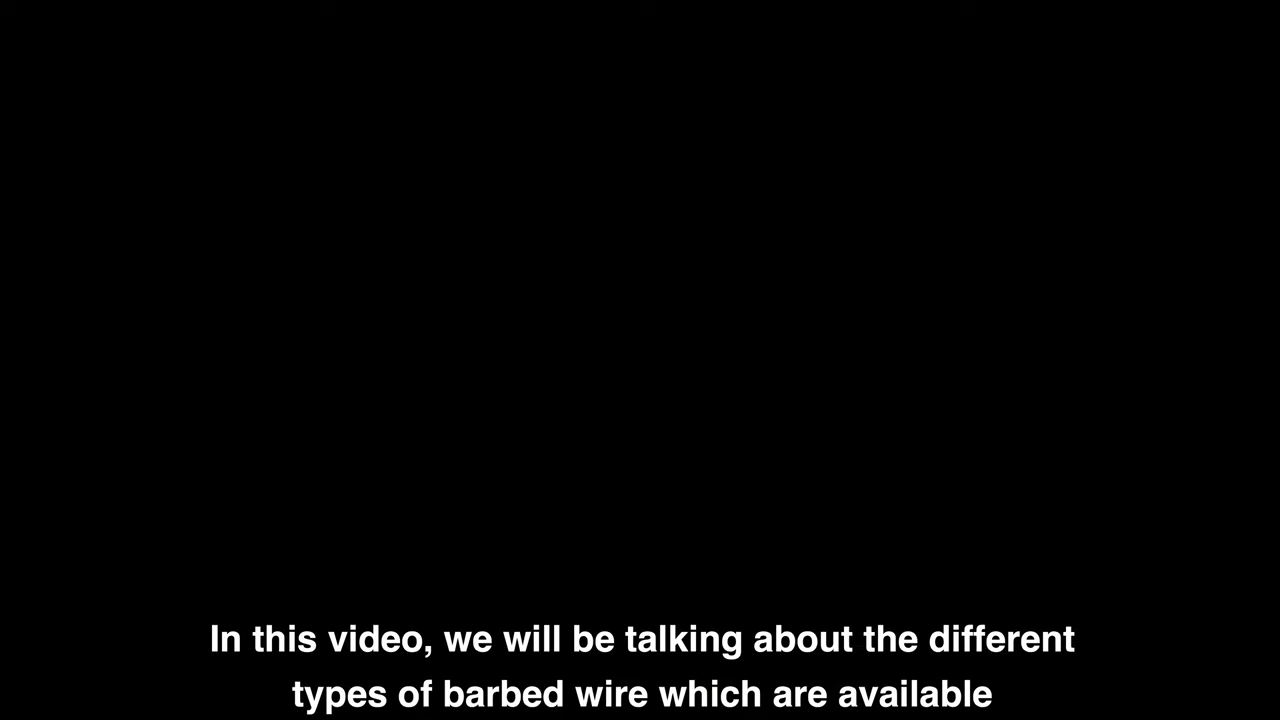 In this video, we will be talking about the different
types of barbed wire which are available